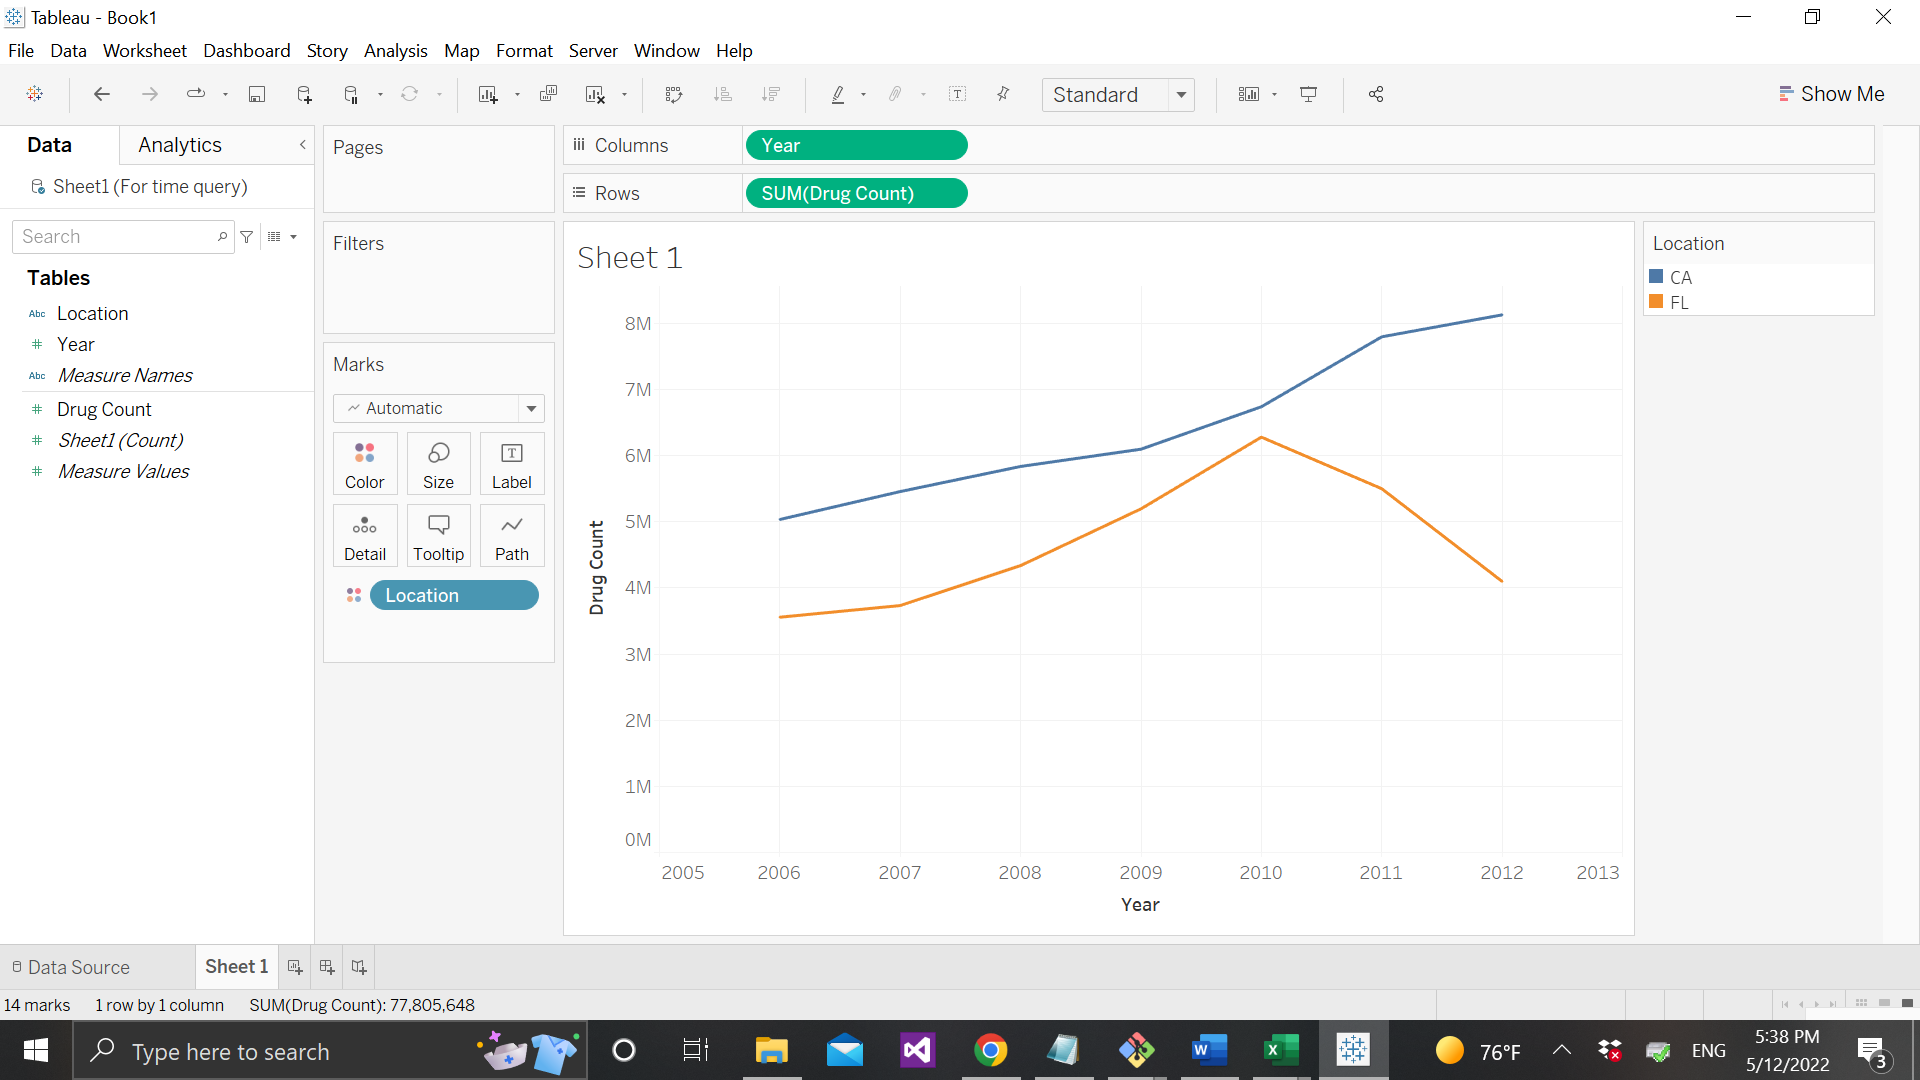 Tableau - Book1
File Data Worksheet Dashboard Story Analysis Map Format Server Window Help
Standard
Show Me
Data
Analytics
Sheet1 (For time query)
Search
Tables
Abc Location
# Year
Abc Measure Names
# Drug Count
# Sheet1 (Count)
# Measure Values
Pages
Filters
Marks
Automatic
Color Size T Label
Detail Tooltip Path
Location
Columns
Year
Rows
SUM(Drug Count)
Sheet 1
8M
7M
6M
5M
4M
3M
2M
1M
0M
Drug Count
2005 2006 2007 2008 2009 2010 2011 2012 2013
Year
Location
CA
FL
Data Source
Sheet 1
14 marks 1 row by 1 column SUM(Drug Count): 77,805,648
Type here to search
76°F
ENG
5:38 PM
5/12/2022
3